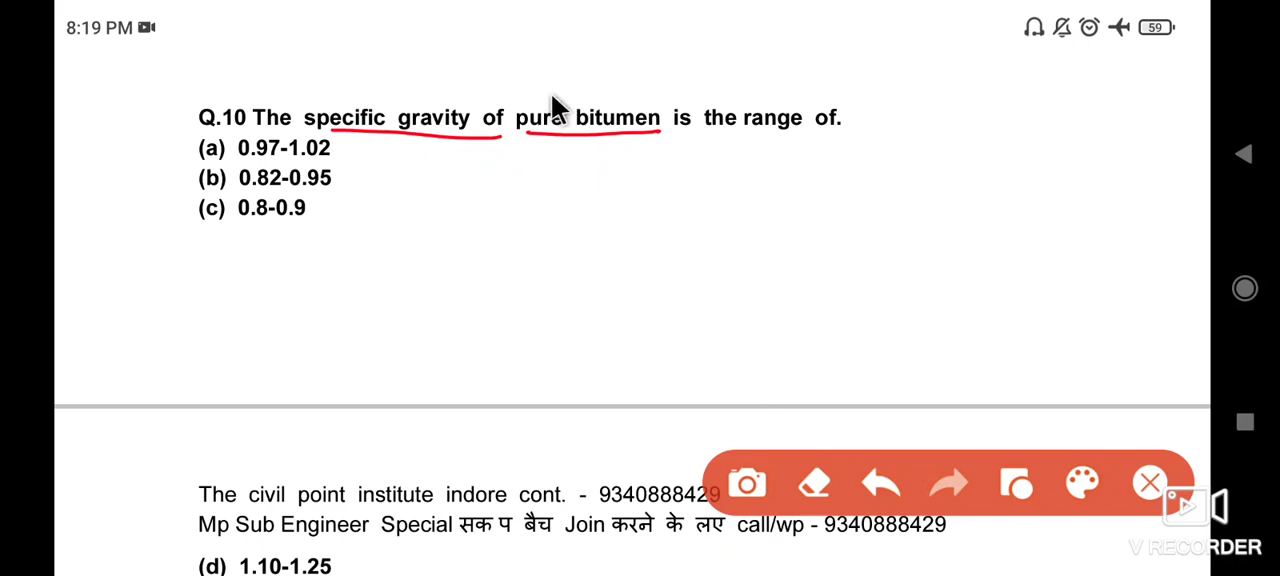 8:19 PM
59
Q.10 The specific gravity of pure bitumen is the range of.
(a) 0.97-1.02
(b) 0.82-0.95
(c) 0.8-0.9
The civil point institute indore cont. - 9340888429
Mp Sub Engineer Special सक प बैच Join करने के लए call/wp - 9340888429
(d) 1.10-1.25
V RECORDER